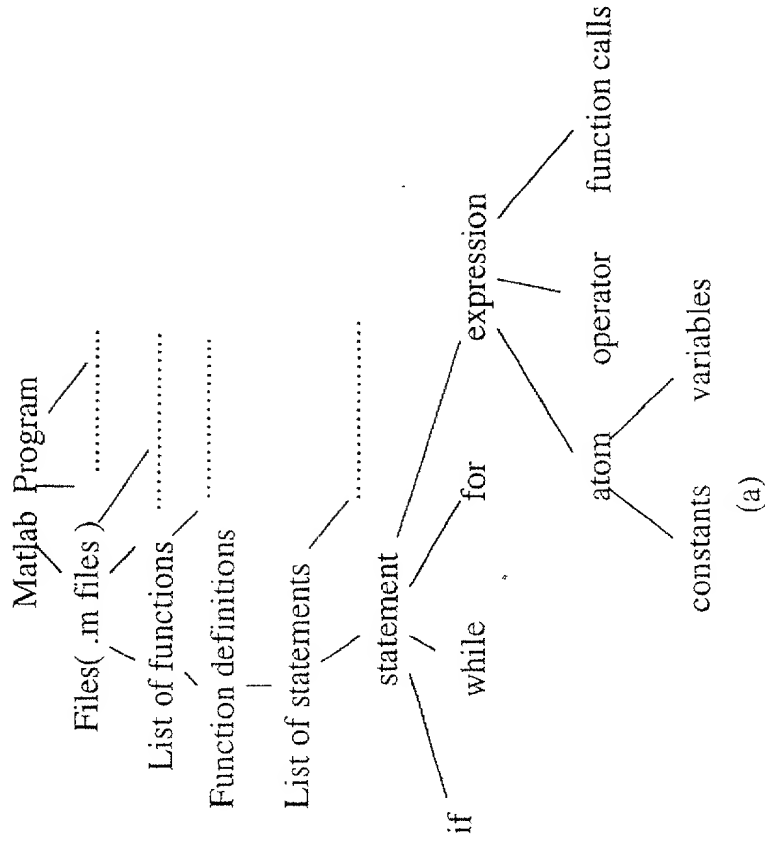 Matlab Program
Files( .m files ) ....................
List of functions .........................
Function definitions .......................
List of statements .........................
statement
if while for expression
atom operator function calls
constants variables
(a)